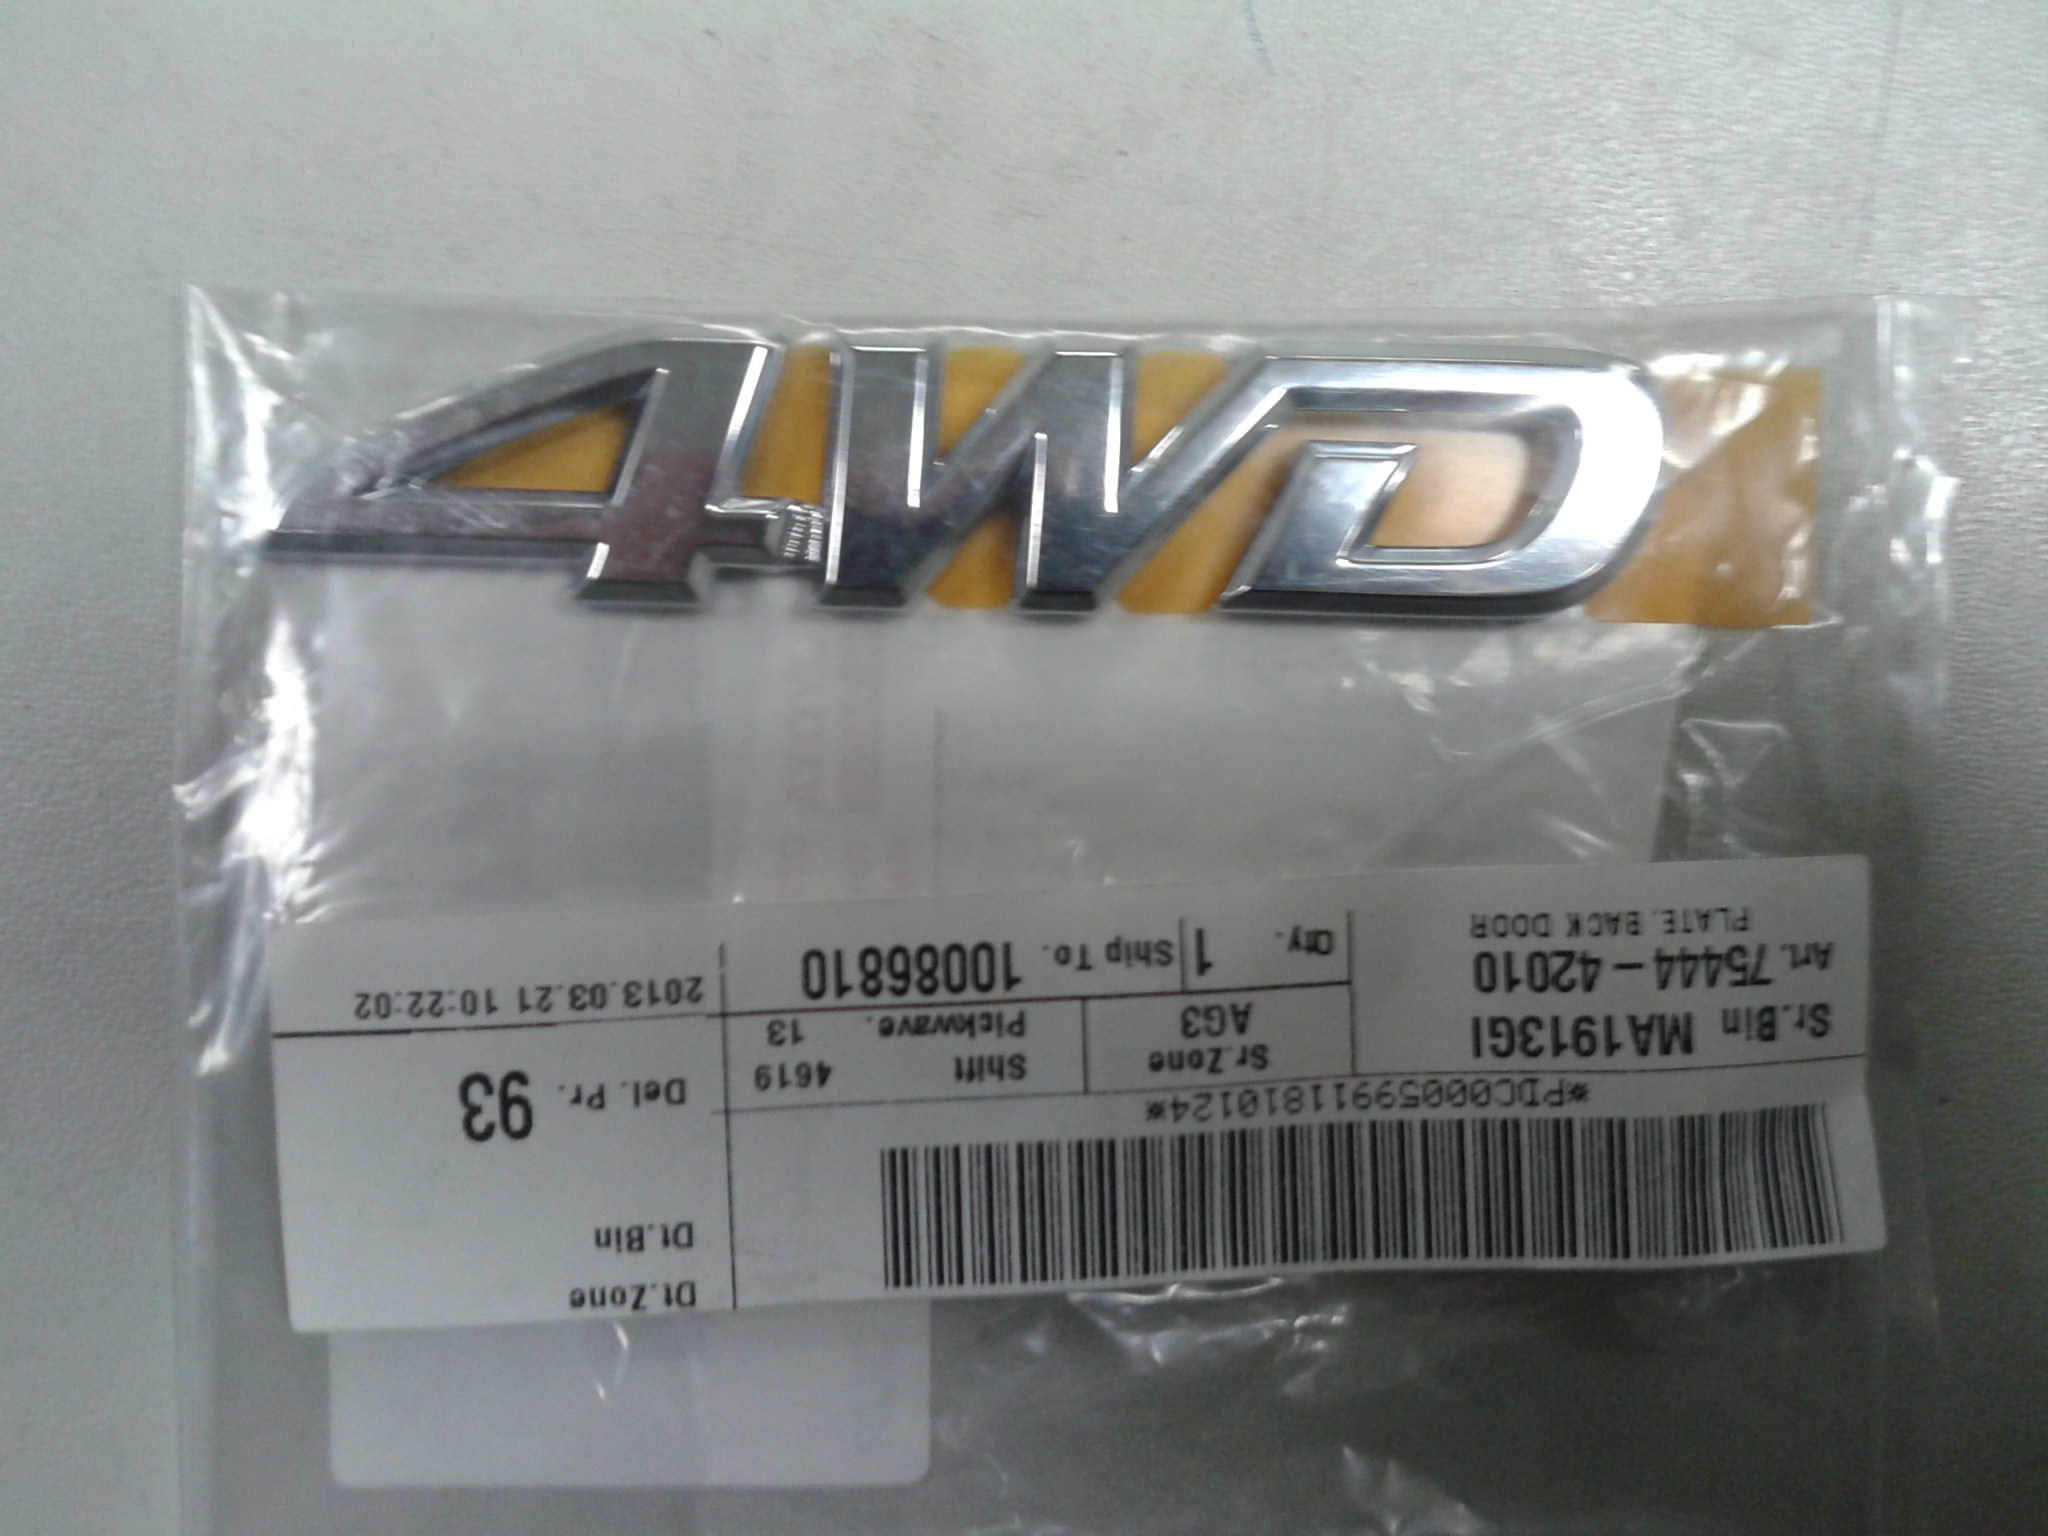 4WD
Dt.Zone
Dt.Bin
Del. Pr. 93
2013.03.21 10:22:02
*PDC00059911810124*
Shift 4619
Pickwave. 13
Sr.Zone
AG3
Sr.Bin MA1913GI
Ship To. 10086810
Qty. 1
Art. 75444-42010
PLATE. BACK DOOR